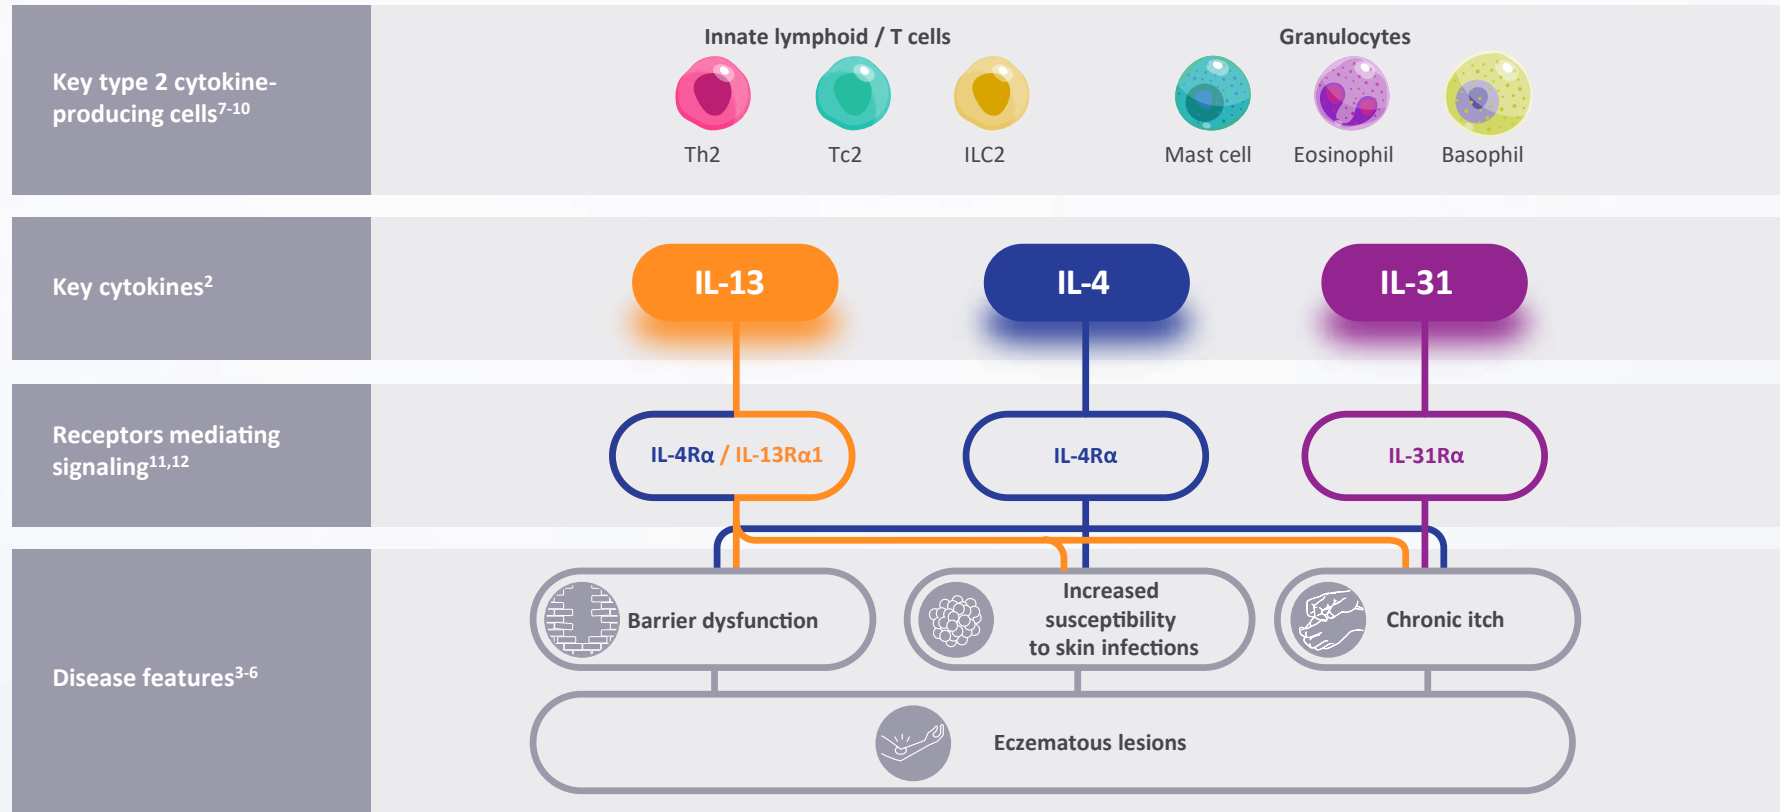 Innate lymphoid / T cells
Granulocytes
Key type 2 cytokine-
producing cells7-10
Th2
Tc2
ILC2
Mast cell
Eosinophil
Basophil
Key cytokines2
IL-13
IL-4
IL-31
Receptors mediating
signaling11,12
IL-4Rα / IL-13Rα1
IL-4Rα
IL-31Rα
Disease features3-6
Barrier dysfunction
Increased
susceptibility
to skin infections
Chronic itch
Eczematous lesions